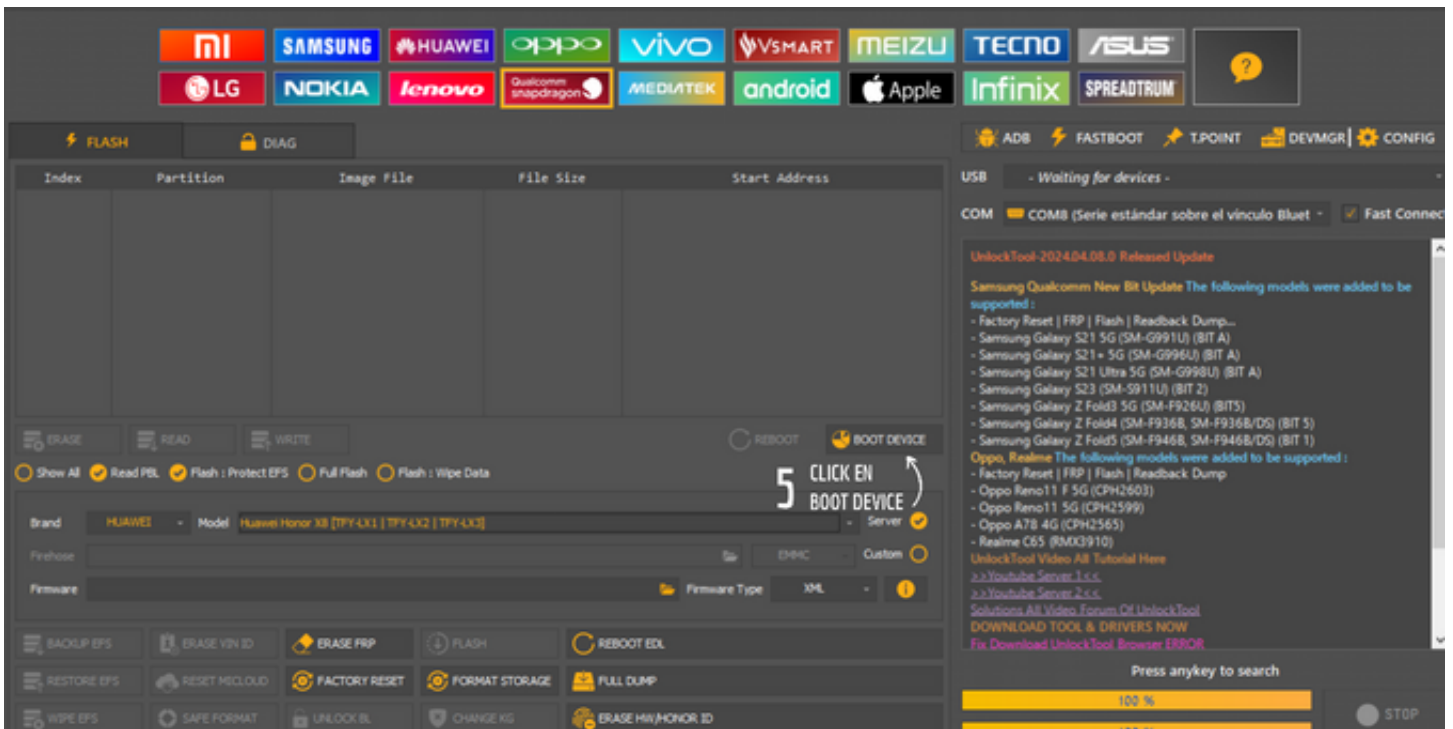 mi SAMSUNG HUAWEI oppo vivo VSMART MEIZU TECNO ASUS ?
LG NOKIA lenovo Qualcomm snapdragon MEDIATEK android Apple Infinix SPREADTRUM
FLASH DIAG
ADB FASTBOOT T.POINT DEVMGR CONFIG
Index Partition Image File File Size Start Address
USB - Waiting for devices -
COM COM8 (Serie estándar sobre el vínculo Bluet Fast Connec
UnlockTool-2024.04.08.0 Released Update
Samsung Qualcomm New Bit Update The following models were added to be
supported :
- Factory Reset | FRP | Flash | Readback Dump...
- Samsung Galaxy S21 5G (SM-G991U) (BIT A)
- Samsung Galaxy S21+ 5G (SM-G996U) (BIT A)
- Samsung Galaxy S21 Ultra 5G (SM-G998U) (BIT A)
- Samsung Galaxy S23 (SM-S911U) (BIT 2)
- Samsung Galaxy Z Fold3 5G (SM-F926U) (BIT5)
- Samsung Galaxy Z Fold4 (SM-F936B, SM-F936B/DS) (BIT 5)
- Samsung Galaxy Z Fold5 (SM-F946B, SM-F946B/DS) (BIT 1)
Oppo, Realme The following models were added to be supported :
- Factory Reset | FRP | Flash | Readback Dump
- Oppo Reno11 F 5G (CPH2603)
- Oppo Reno11 5G (CPH2599)
- Oppo A78 4G (CPH2565)
- Realme C65 (RMX3910)
UnlockTool Video All Tutorial Here
>>Youtube Server 1<<
>>Youtube Server 2<<
Solutions All Video Forum Of UnlockTool
DOWNLOAD TOOL & DRIVERS NOW
Fix Download UnlockTool Browser ERROR
ERASE READ WRITE REBOOT BOOT DEVICE
Show All Read PBL Flash : Protect EFS Full Flash Flash : Wipe Data
5 CLICK EN
BOOT DEVICE
Brand HUAWEI Model Huawei Honor X8 [TFY-LX1 | TFY-LX2 | TFY-LX3] Server
Firehose EMMC Custom
Firmware Firmware Type XML
BACKUP EFS ERASE VIN ID ERASE FRP FLASH REBOOT EDL
RESTORE EFS RESET MICLOUD FACTORY RESET FORMAT STORAGE FULL DUMP
WIPE EFS SAFE FORMAT UNLOCK BL CHANGE KG ERASE HW/HONOR ID
Press anykey to search
100 %
STOP
100 %